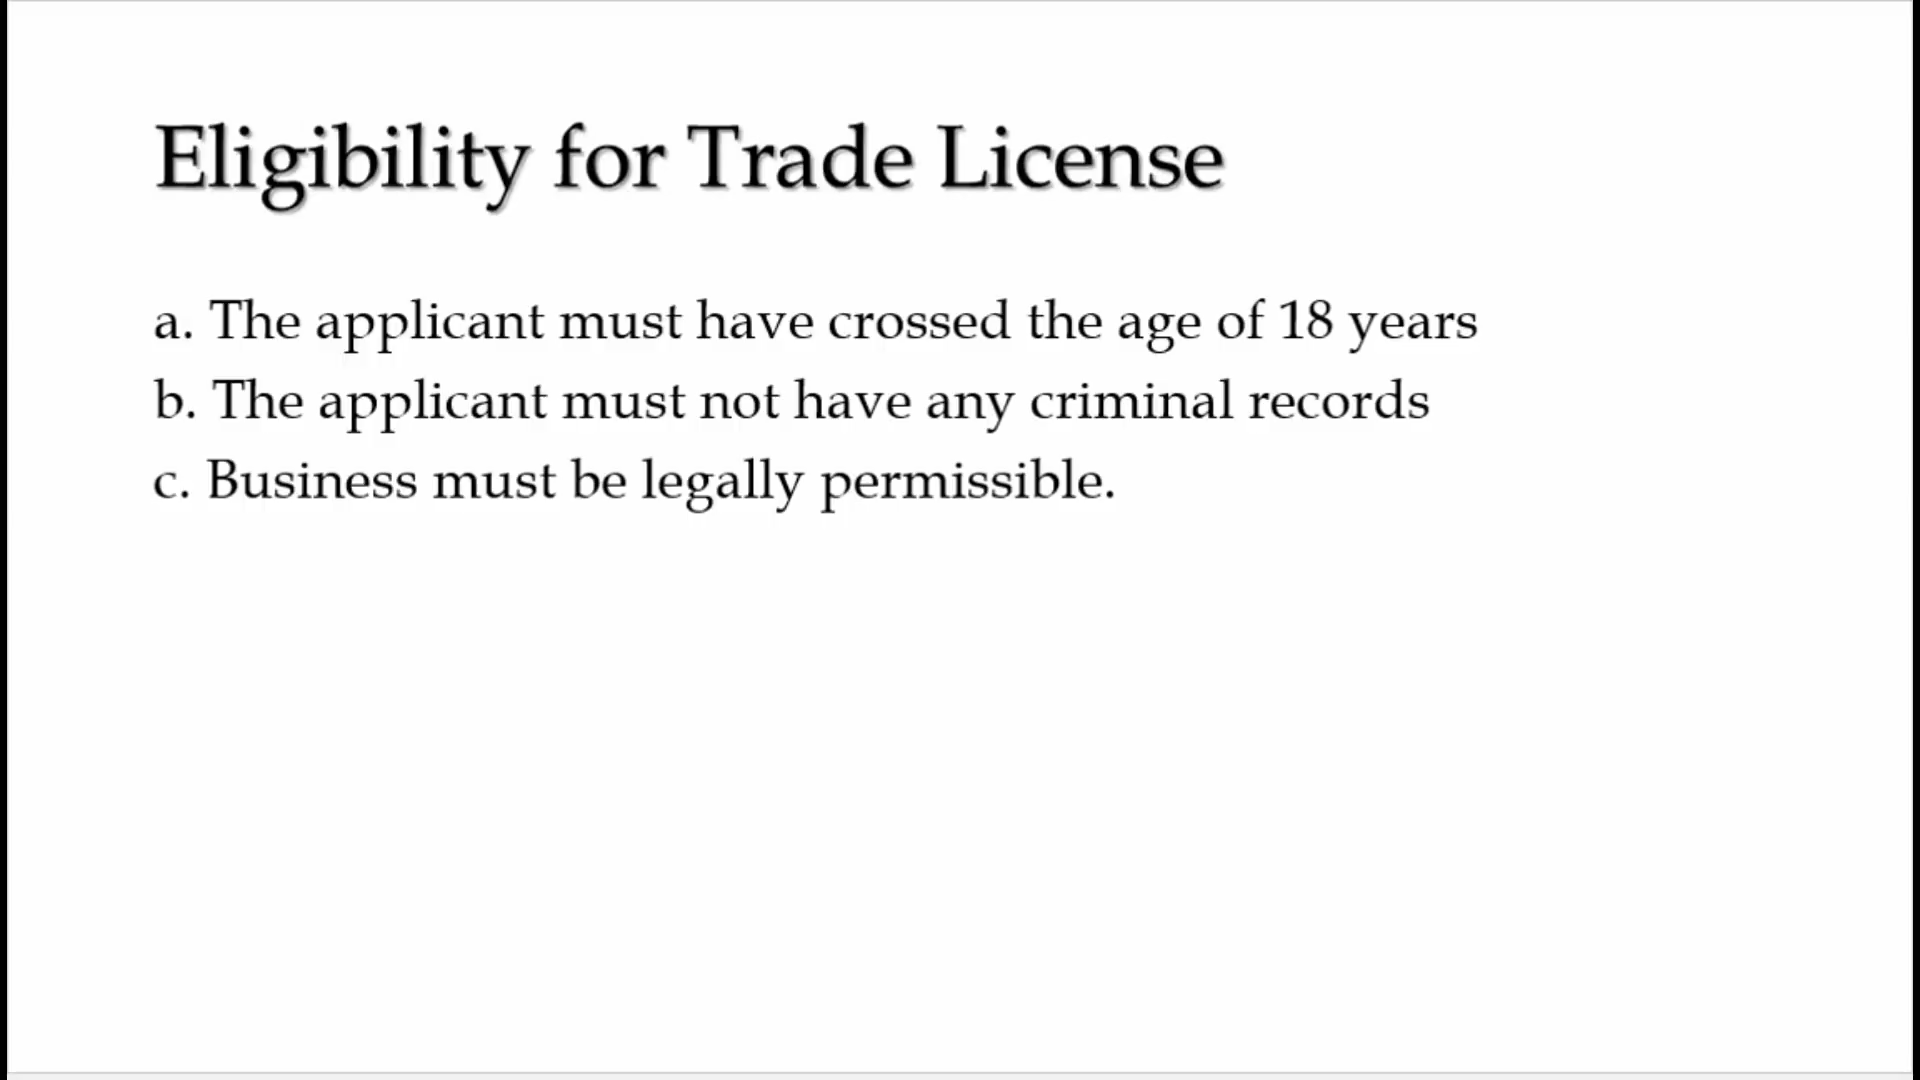 Eligibility for Trade License
a. The applicant must have crossed the age of 18 years
b. The applicant must not have any criminal records
c. Business must be legally permissible.